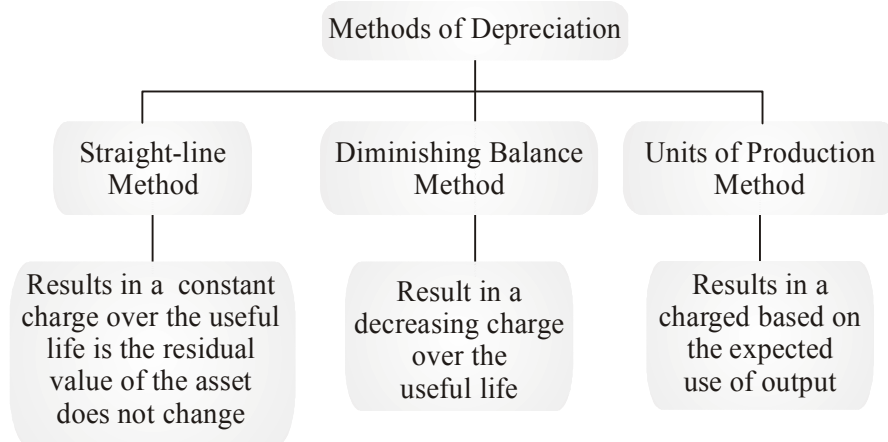 Methods of Depreciation
Straight-line
Method
Diminishing Balance
Method
Units of Production
Method
Results in a constant
charge over the useful
life is the residual
value of the asset
does not change
Result in a
decreasing charge
over the
useful life
Results in a
charged based on
the expected
use of output